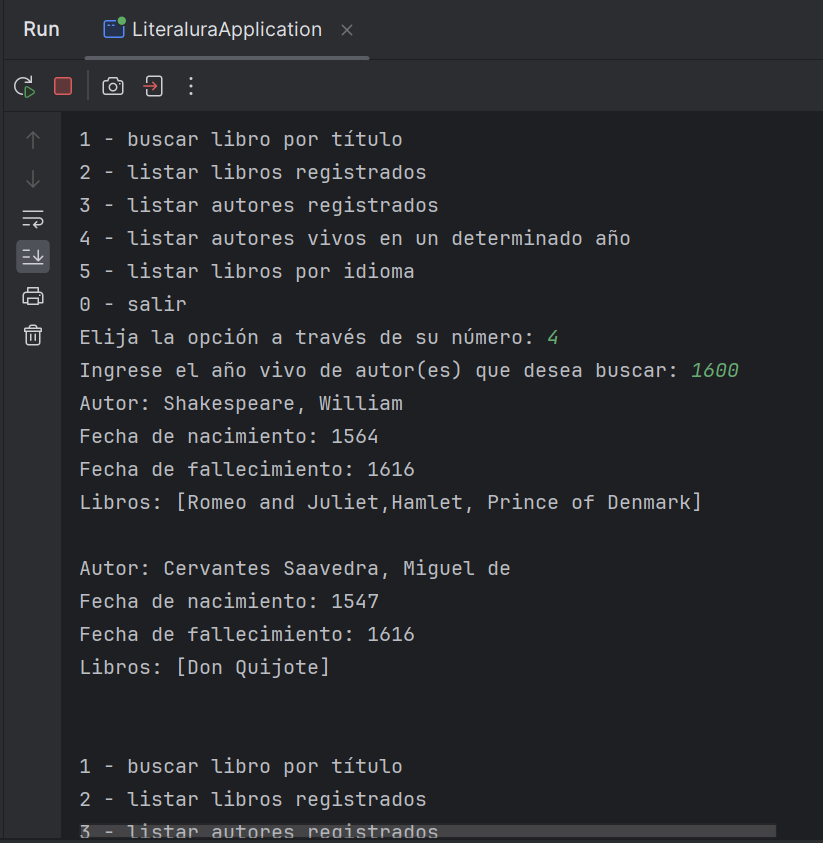 Run
LiteraluraApplication
1 - buscar libro por título
2 - listar libros registrados
3 - listar autores registrados
4 - listar autores vivos en un determinado año
5 - listar libros por idioma
0 - salir
Elija la opción a través de su número: 4
Ingrese el año vivo de autor(es) que desea buscar: 1600
Autor: Shakespeare, William
Fecha de nacimiento: 1564
Fecha de fallecimiento: 1616
Libros: [Romeo and Juliet,Hamlet, Prince of Denmark]
Autor: Cervantes Saavedra, Miguel de
Fecha de nacimiento: 1547
Fecha de fallecimiento: 1616
Libros: [Don Quijote]
1 - buscar libro por título
2 - listar libros registrados
3 - listar autores registrados